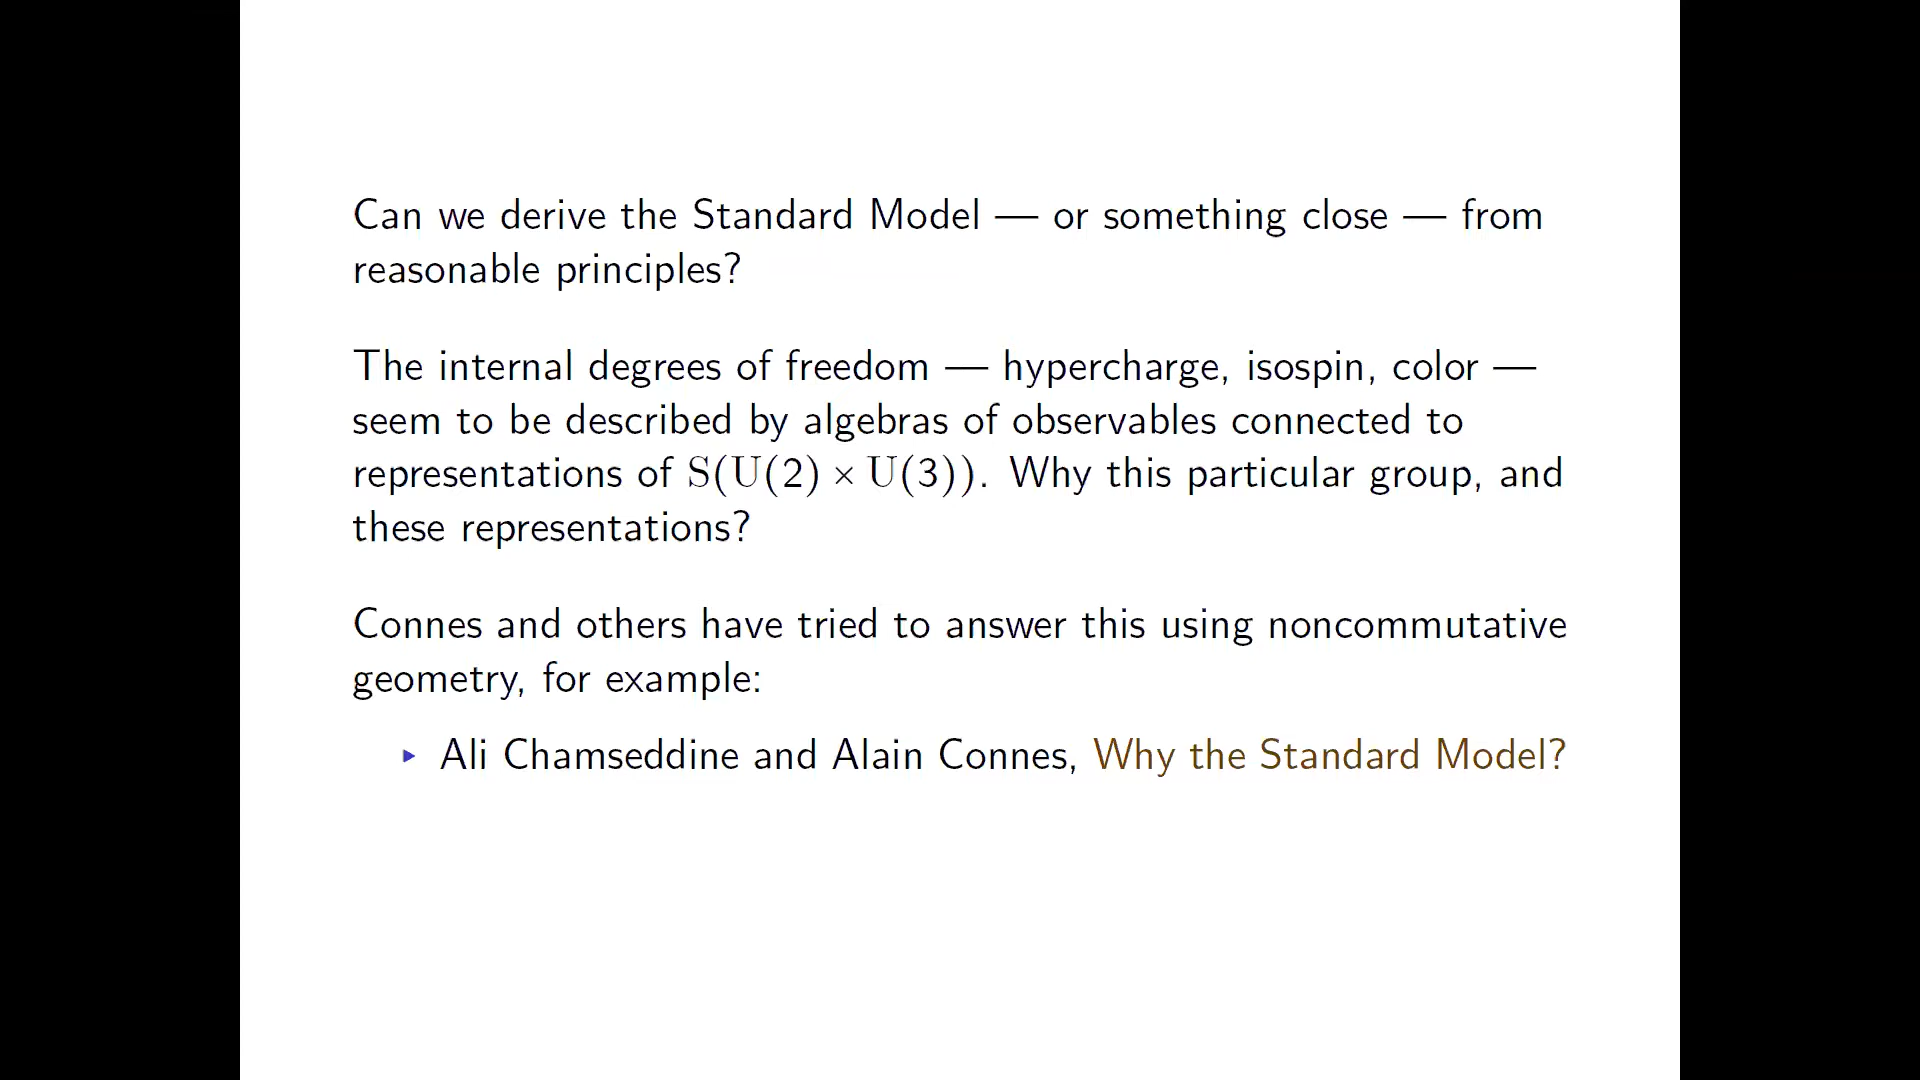 Can we derive the Standard Model — or something close — from
reasonable principles?
The internal degrees of freedom — hypercharge, isospin, color —
seem to be described by algebras of observables connected to
representations of S(U(2) × U(3)). Why this particular group, and
these representations?
Connes and others have tried to answer this using noncommutative
geometry, for example:
▸ Ali Chamseddine and Alain Connes, Why the Standard Model?